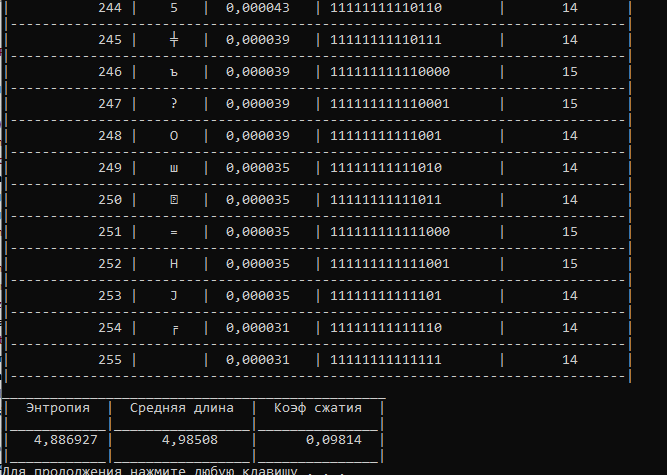 244 | 5 | 0,000043 | 11111111110110 | 14
245 | ╬ | 0,000039 | 11111111110111 | 14
246 | ъ | 0,000039 | 111111111110000 | 15
247 | ? | 0,000039 | 111111111110001 | 15
248 | O | 0,000039 | 11111111111001 | 14
249 | ш | 0,000035 | 11111111111010 | 14
250 | | 0,000035 | 11111111111011 | 14
251 | = | 0,000035 | 111111111111000 | 15
252 | H | 0,000035 | 111111111111001 | 15
253 | J | 0,000035 | 11111111111101 | 14
254 | ╒ | 0,000031 | 11111111111110 | 14
255 | | 0,000031 | 11111111111111 | 14
| Энтропия | Средняя длина | Коэф сжатия |
| 4,886927 | 4,98508 | 0,09814 |
Для продолжения нажмите любую клавишу . . .